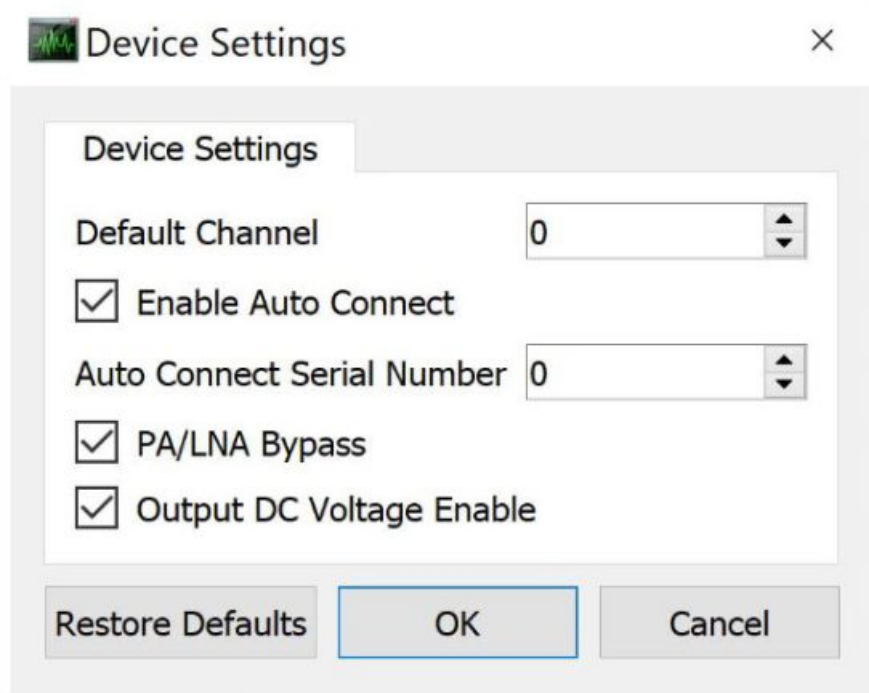 Device Settings
Device Settings
Default Channel 0
Enable Auto Connect
Auto Connect Serial Number 0
PA/LNA Bypass
Output DC Voltage Enable
Restore Defaults OK Cancel